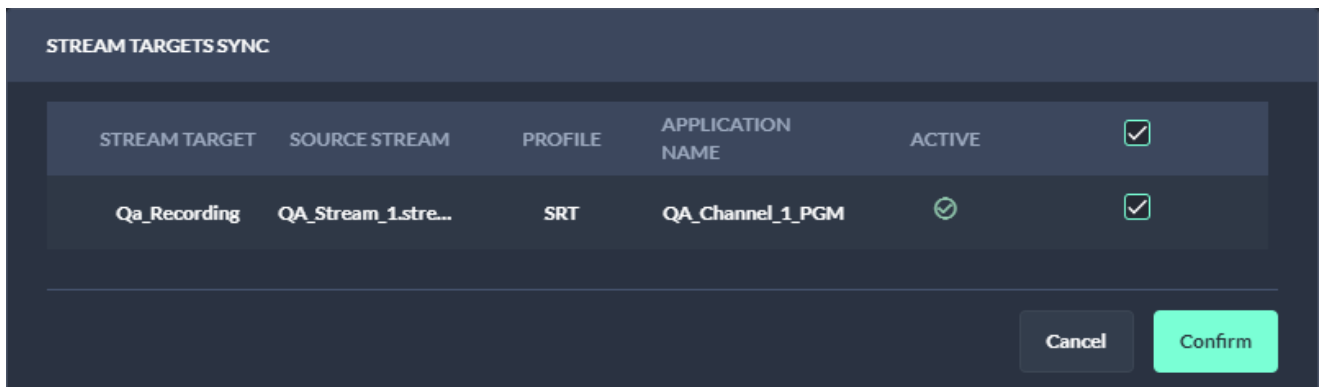 STREAM TARGETS SYNC
STREAM TARGET SOURCE STREAM PROFILE APPLICATION NAME ACTIVE
Qa_Recording QA_Stream_1.stre... SRT QA_Channel_1_PGM
Cancel Confirm